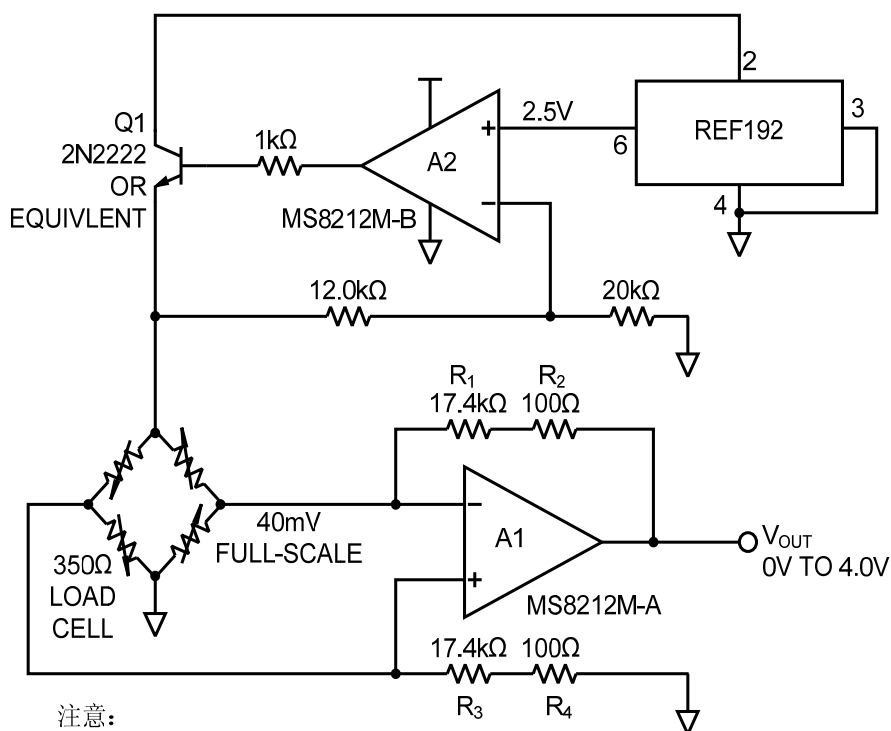 2
Q1
2N2222
OR
EQUIVLENT
1kΩ
A2
MS8212M-B
2.5V
6
REF192
3
4
12.0kΩ
20kΩ
R₁
17.4kΩ
R₂
100Ω
40mV
FULL-SCALE
350Ω
LOAD
CELL
A1
MS8212M-A
V_OUT
0V TO 4.0V
17.4kΩ
R₃
100Ω
R₄
注意：